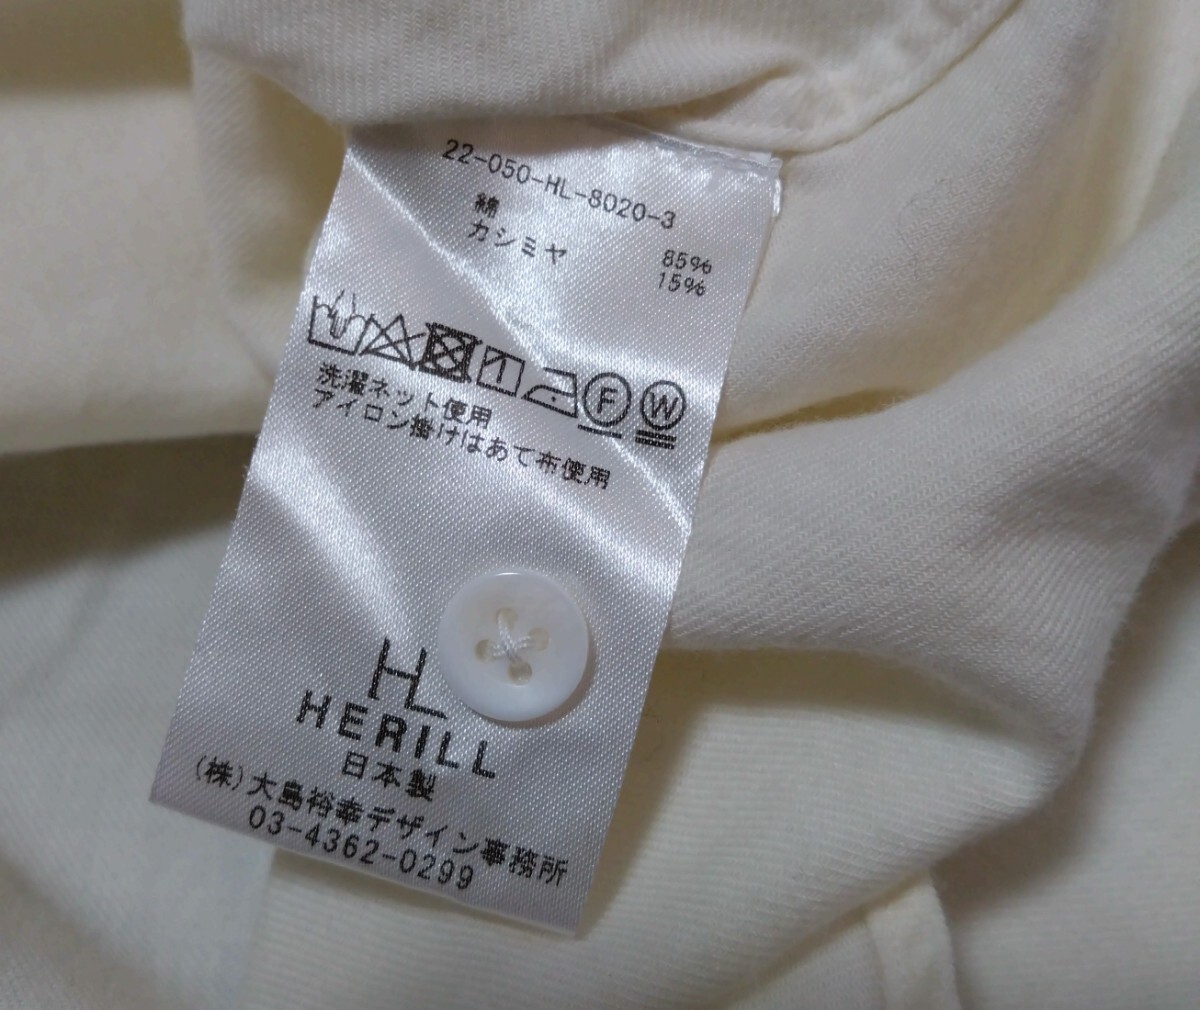 22-050-HL-8020-3
綿 85%
カシミヤ 15%
F W
洗濯ネット使用
アイロン掛けはあて布使用
HL
HERILL
日本製
(株)大島裕幸デザイン事務所
03-4362-0299